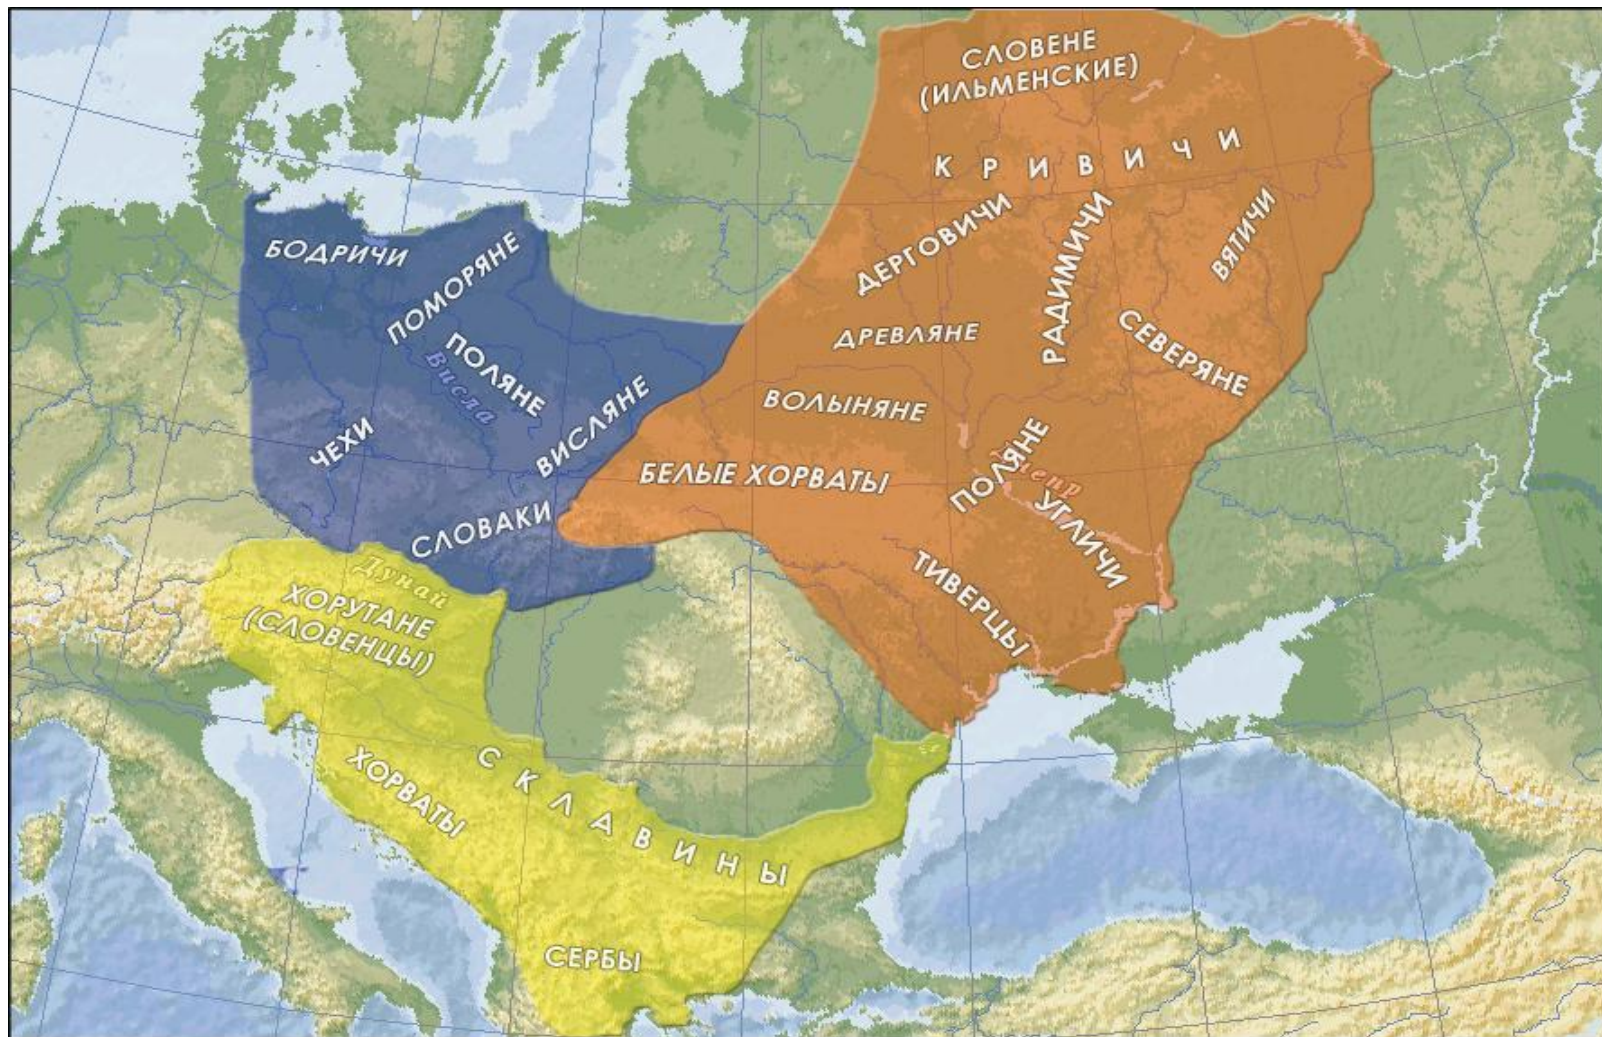 СЛОВЕНЕ
(ИЛЬМЕНСКИЕ)
КРИВИЧИ
ДЕРГОВИЧИ
РАДИМИЧИ
ВЯТИЧИ
БОДРИЧИ
ПОМОРЯНЕ
ДРЕВЛЯНЕ
СЕВЕРЯНЕ
ПОЛЯНЕ
Висла
ВИСЛЯНЕ
ВОЛЫНЯНЕ
ЧЕХИ
БЕЛЫЕ ХОРВАТЫ
ПОЛЯНЕ
Днепр
УГЛИЧИ
СЛОВАКИ
ТИВЕРЦЫ
Дунай
ХОРУТАНЕ
(СЛОВЕНЦЫ)
СКЛАВИНЫ
ХОРВАТЫ
СЕРБЫ